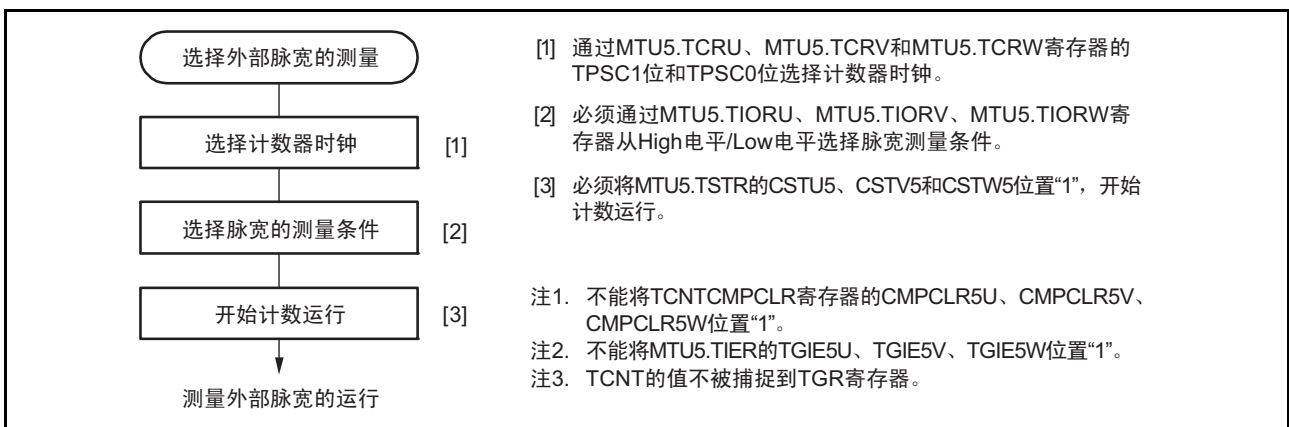 选择外部脉宽的测量
选择计数器时钟
[1]
选择脉宽的测量条件
[2]
开始计数运行
[3]
测量外部脉宽的运行
[1] 通过MTU5.TCRU、MTU5.TCRV和MTU5.TCRW寄存器的
TPSC1位和TPSC0位选择计数器时钟。
[2] 必须通过MTU5.TIORU、MTU5.TIORV、MTU5.TIORW寄
存器从High电平/Low电平选择脉宽测量条件。
[3] 必须将MTU5.TSTR的CSTU5、CSTV5和CSTW5位置“1”，开始
计数运行。
注1. 不能将TCNTCMPCLR寄存器的CMPCLR5U、CMPCLR5V、
CMPCLR5W位置“1”。
注2. 不能将MTU5.TIER的TGIE5U、TGIE5V、TGIE5W位置“1”。
注3. TCNT的值不被捕捉到TGR寄存器。